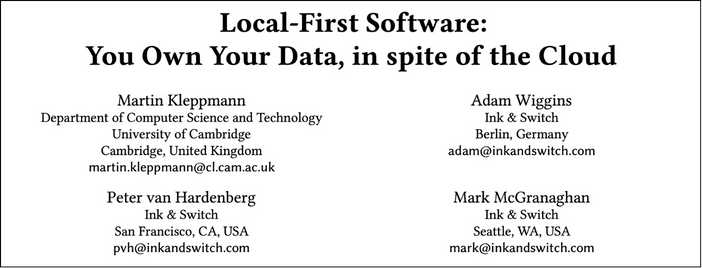 Local-First Software:
You Own Your Data, in spite of the Cloud
Martin Kleppmann
Department of Computer Science and Technology
University of Cambridge
Cambridge, United Kingdom
martin.kleppmann@cl.cam.ac.uk
Adam Wiggins
Ink & Switch
Berlin, Germany
adam@inkandswitch.com
Peter van Hardenberg
Ink & Switch
San Francisco, CA, USA
pvh@inkandswitch.com
Mark McGranaghan
Ink & Switch
Seattle, WA, USA
mark@inkandswitch.com